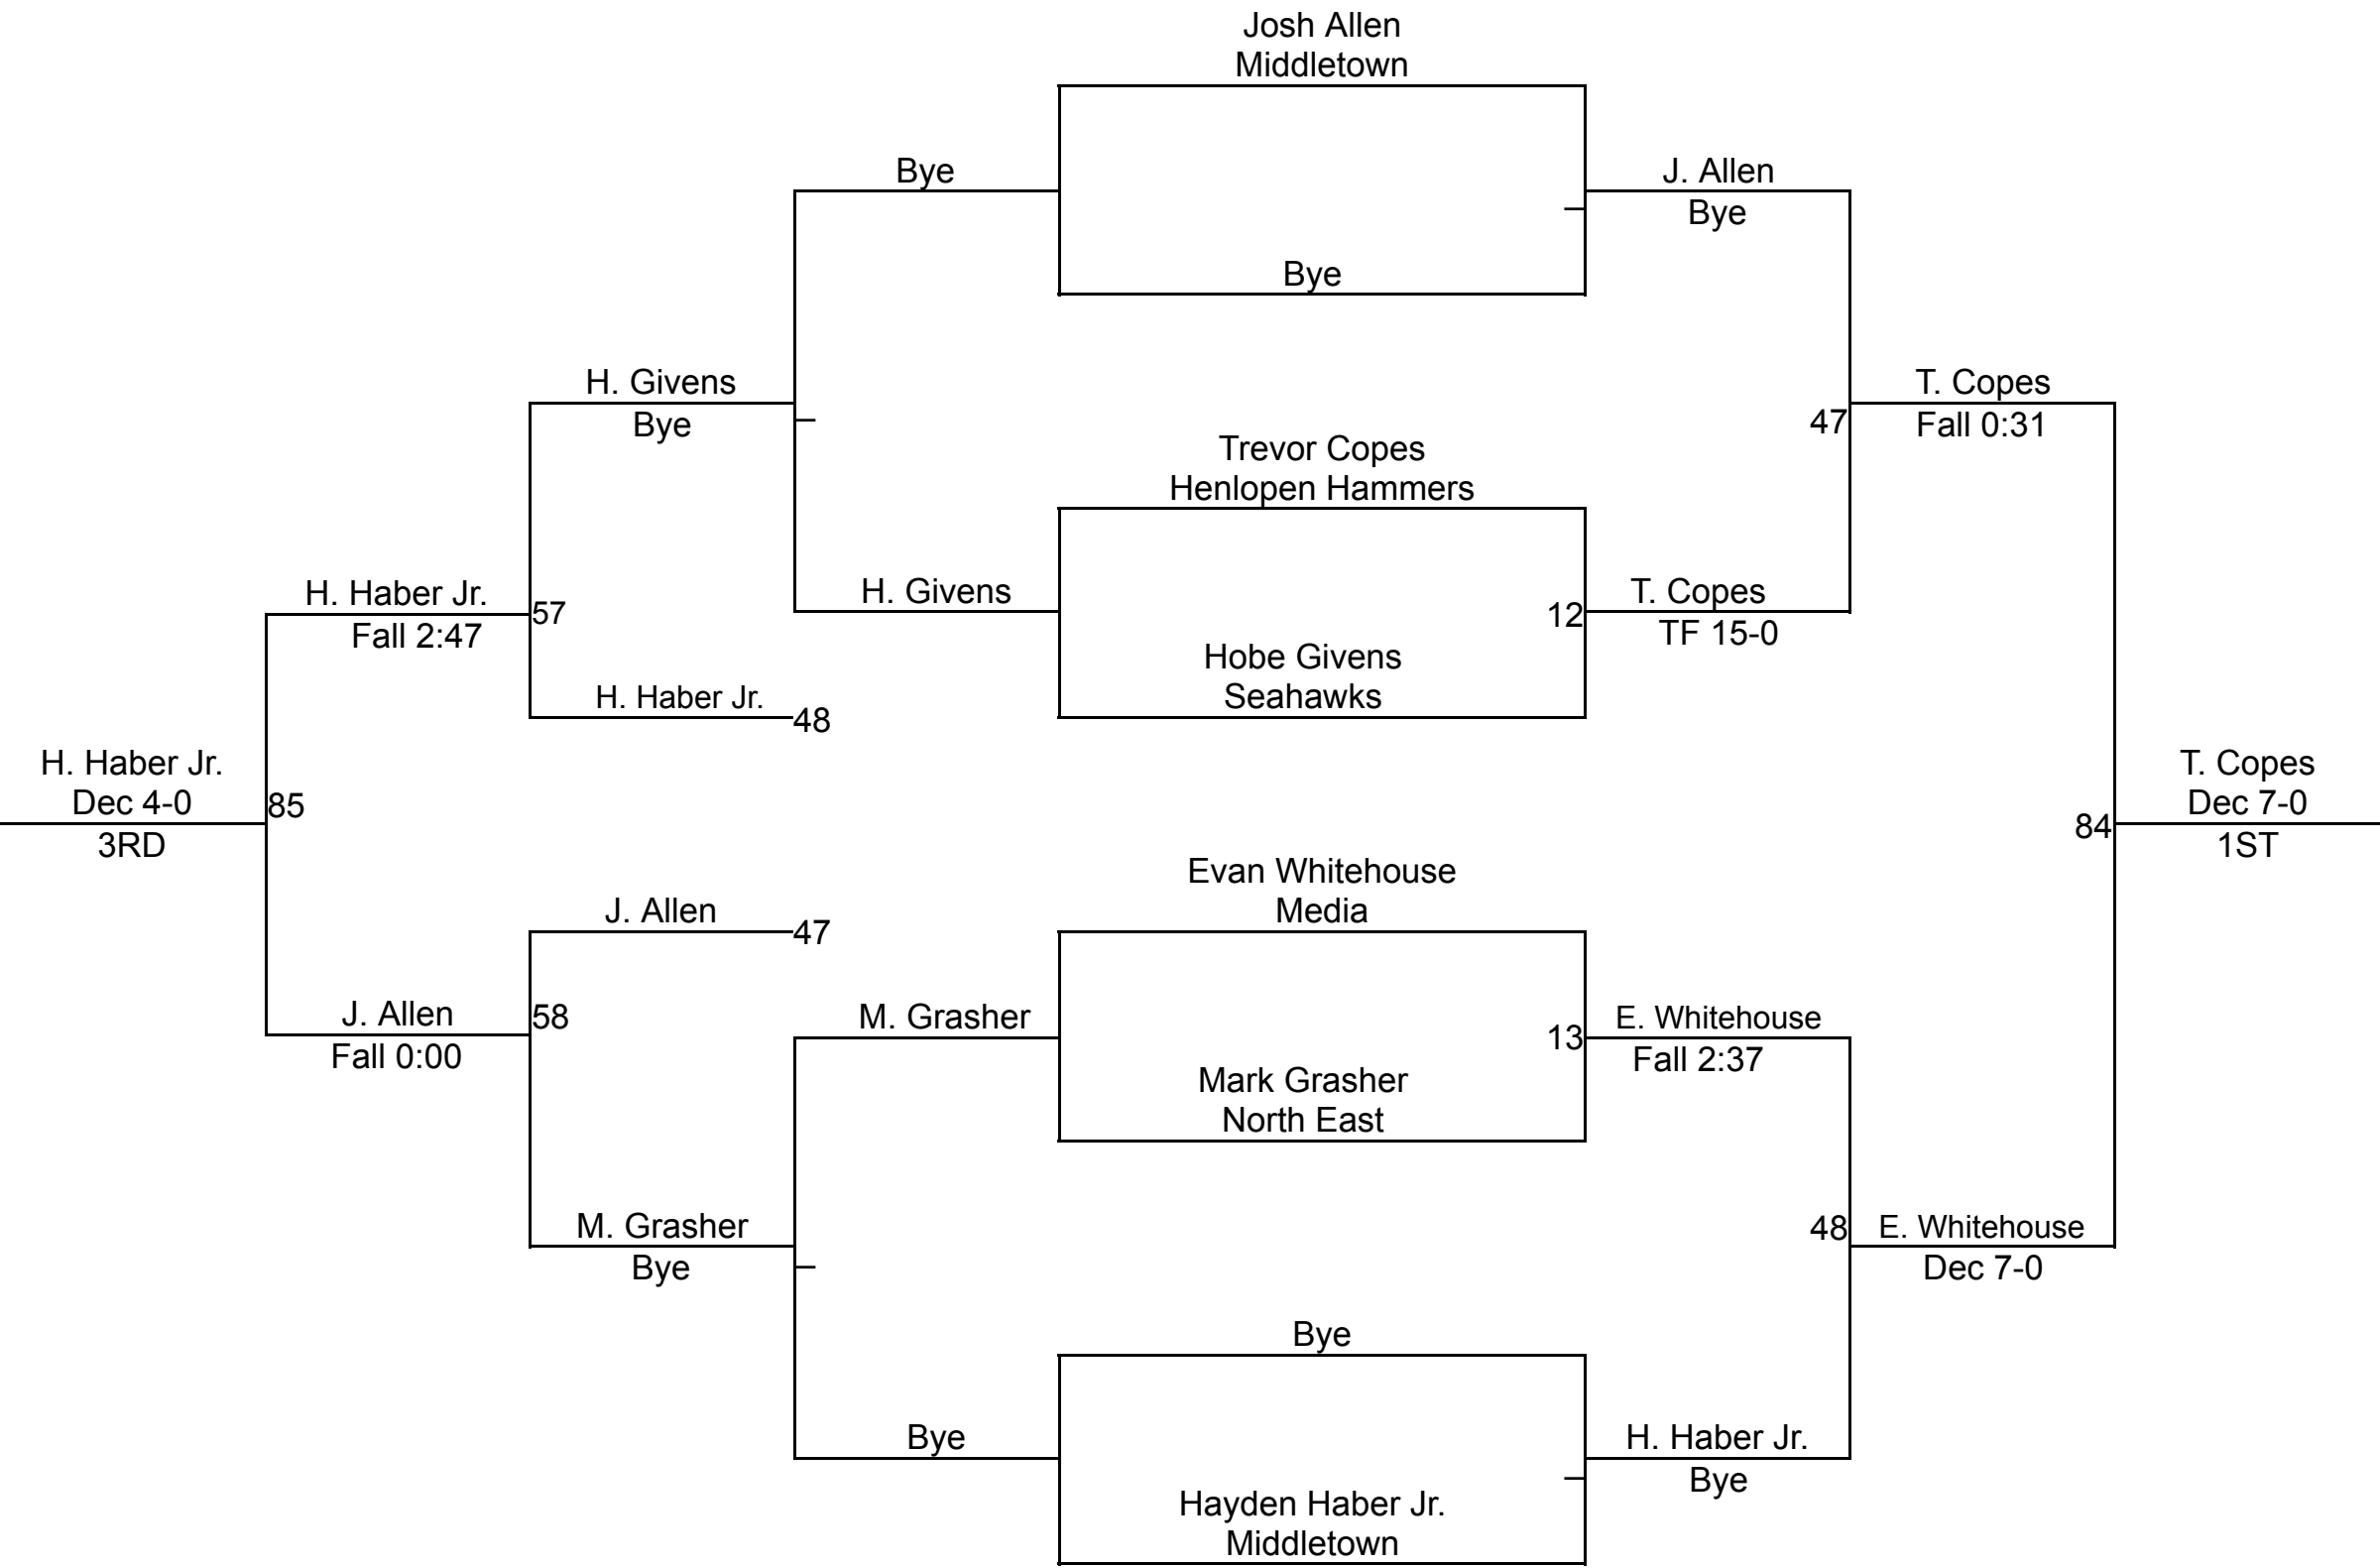 Josh Allen
Middletown
Bye
J. Allen
Bye
Bye
H. Givens
Bye
T. Copes
Fall 0:31
47
Trevor Copes
Henlopen Hammers
H. Haber Jr.
Fall 2:47
57
H. Givens
12
T. Copes
TF 15-0
Hobe Givens
Seahawks
H. Haber Jr.
48
H. Haber Jr.
Dec 4-0
3RD
85
T. Copes
Dec 7-0
1ST
84
Evan Whitehouse
Media
J. Allen
47
J. Allen
Fall 0:00
58
M. Grasher
13
E. Whitehouse
Fall 2:37
Mark Grasher
North East
M. Grasher
Bye
48
E. Whitehouse
Dec 7-0
Bye
Bye
H. Haber Jr.
Bye
Hayden Haber Jr.
Middletown